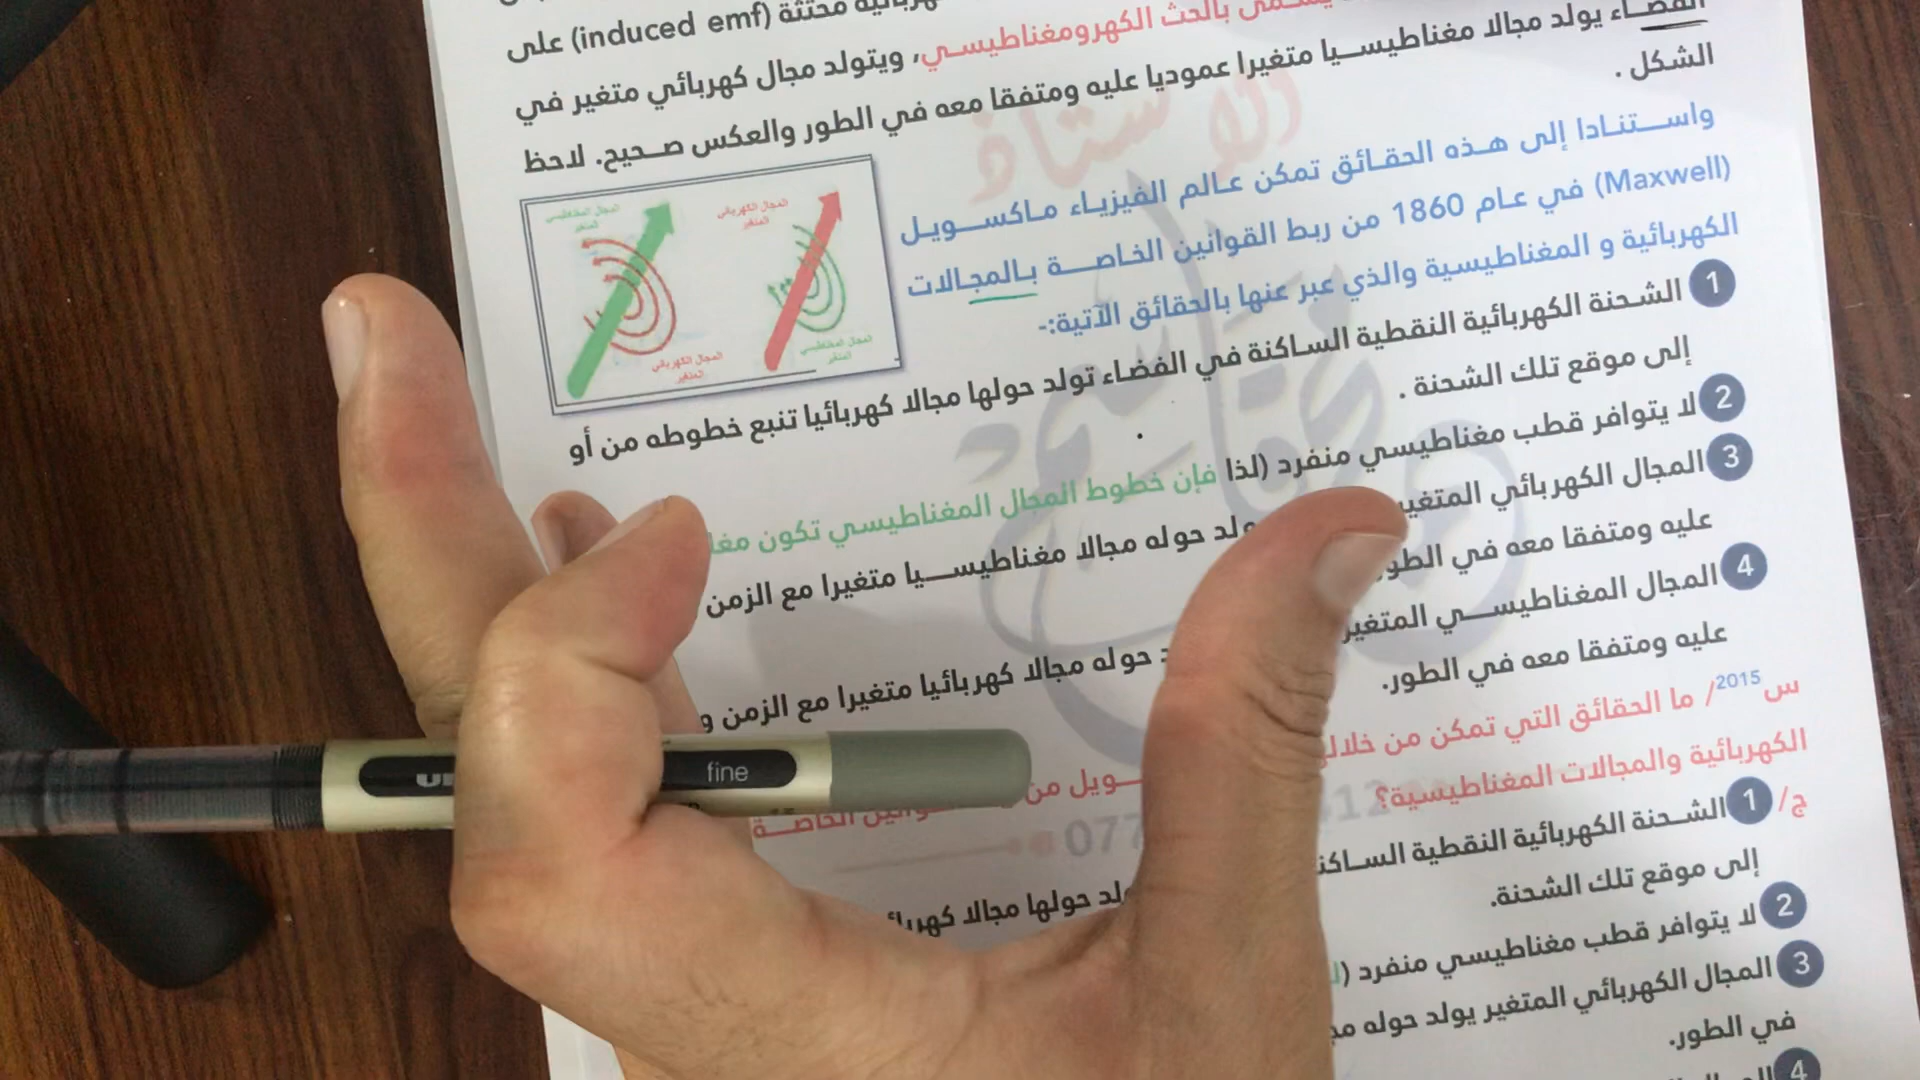 محتثة (induced emf) على
بالحث الكهرومغناطيسي، ويتولد مجال كهربائي متغير في
الفضاء يولد مجالا مغناطيسيا متغيرا عموديا عليه ومتفقا معه في الطور والعكس صحيح. لاحظ
الشكل .
واستنادا إلى هذه الحقائق تمكن عالم الفيزياء ماكسويل
(Maxwell) في عام 1860 من ربط القوانين الخاصة بالمجالات
الكهربائية و المغناطيسية والذي عبر عنها بالحقائق الآتية:-
المجال المغناطيسي
المتغير
المجال الكهربائي
المتغير
المجال الكهربائي
المتغير
المجال المغناطيسي
المتغير
1 الشحنة الكهربائية النقطية الساكنة في الفضاء تولد حولها مجالا كهربائيا تنبع خطوطه من أو
إلى موقع تلك الشحنة .
2 لا يتوافر قطب مغناطيسي منفرد (لذا فإن خطوط المجال المغناطيسي تكون
3 المجال الكهربائي المتغير حوله مجالا مغناطيسيا متغيرا مع الزمن
عليه ومتفقا معه في الطور
4 المجال المغناطيسي المتغير حوله مجالا كهربائيا متغيرا مع الزمن و
عليه ومتفقا معه في الطور.
س 2015/ ما الحقائق التي تمكن من خلالها من الخاصة
الكهربائية والمجالات المغناطيسية؟
ج/ 1 الشحنة الكهربائية النقطية الساكنة حولها مجالا
إلى موقع تلك الشحنة.
2 لا يتوافر قطب مغناطيسي منفرد
3 المجال الكهربائي المتغير يولد حوله
في الطور.
4
fine
077
الاستاذ